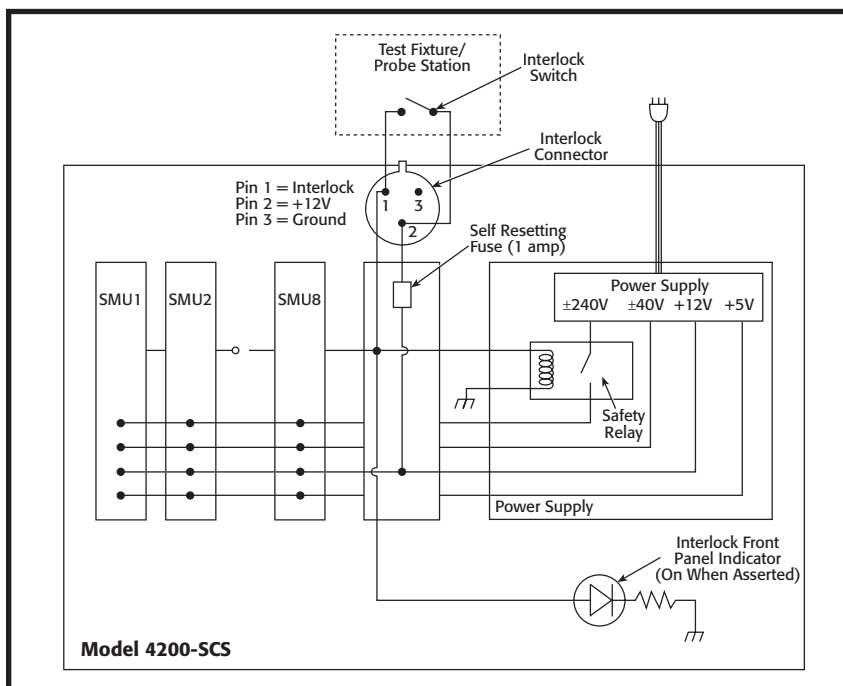 Test Fixture/
Probe Station
Interlock
Switch
Interlock
Connector
Pin 1 = Interlock
Pin 2 = +12V
Pin 3 = Ground
1
3
2
Self Resetting
Fuse (1 amp)
SMU1
SMU2
SMU8
Power Supply
±240V ±40V +12V +5V
Safety
Relay
Power Supply
Interlock Front
Panel Indicator
(On When Asserted)
Model 4200-SCS